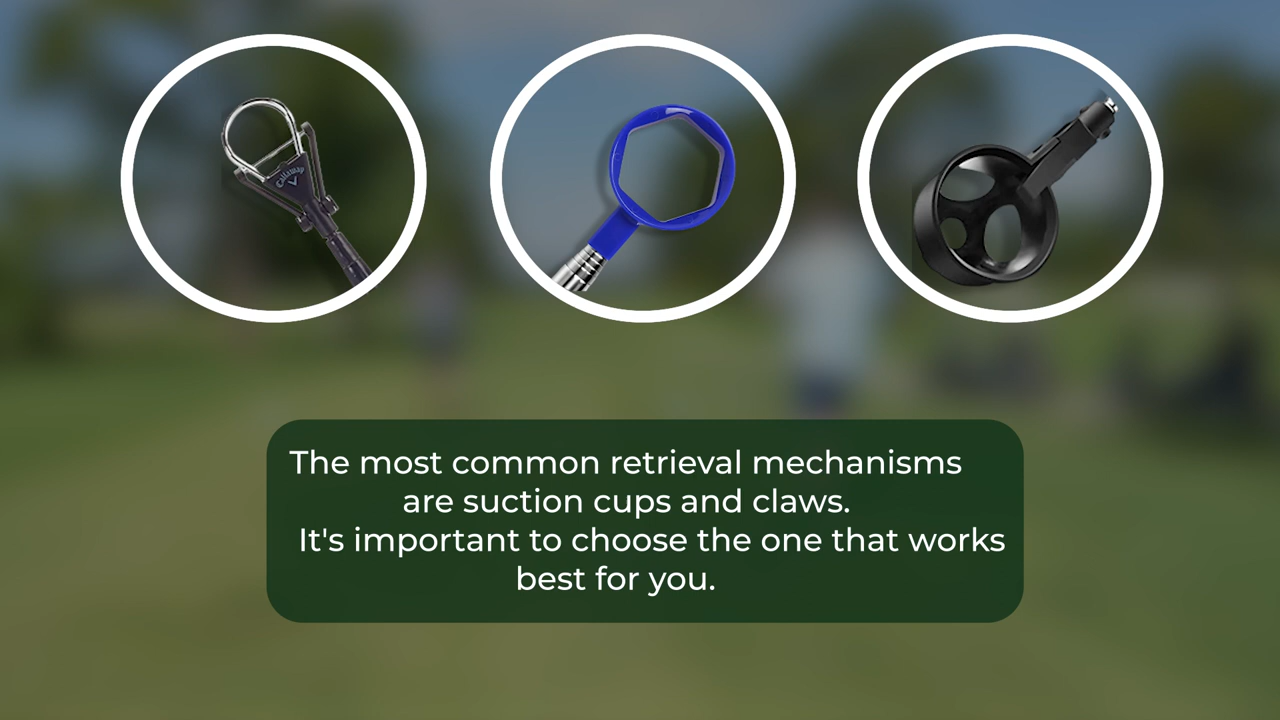 Callaway
The most common retrieval mechanisms
are suction cups and claws.
It's important to choose the one that works
best for you.